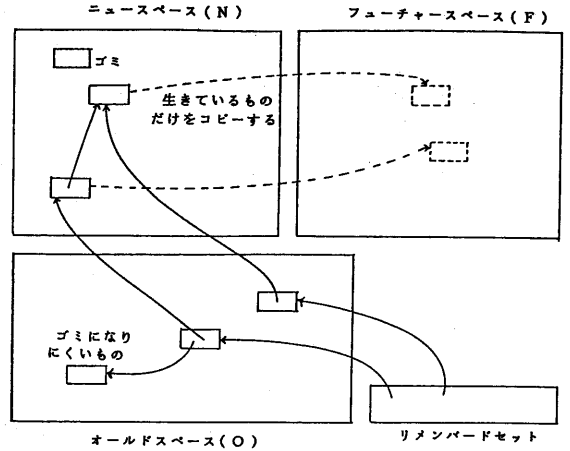 ニュースペース(N)
フューチャースペース(F)
ゴミ
生きているもの
だけをコピーする
ゴミになり
にくいもの
オールドスペース(O)
リメンバードセット